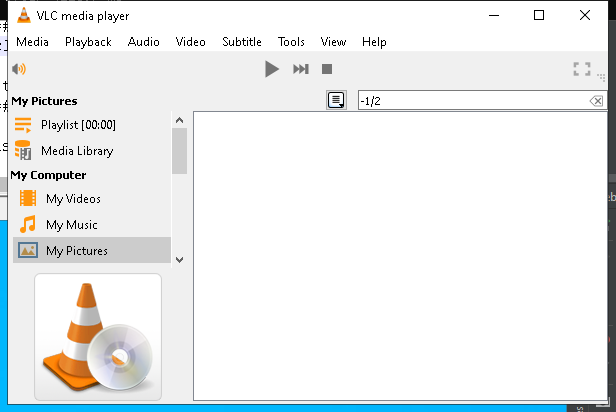 VLC media player
Media Playback Audio Video Subtitle Tools View Help
My Pictures
-1/2
Playlist [00:00]
Media Library
My Computer
My Videos
My Music
My Pictures